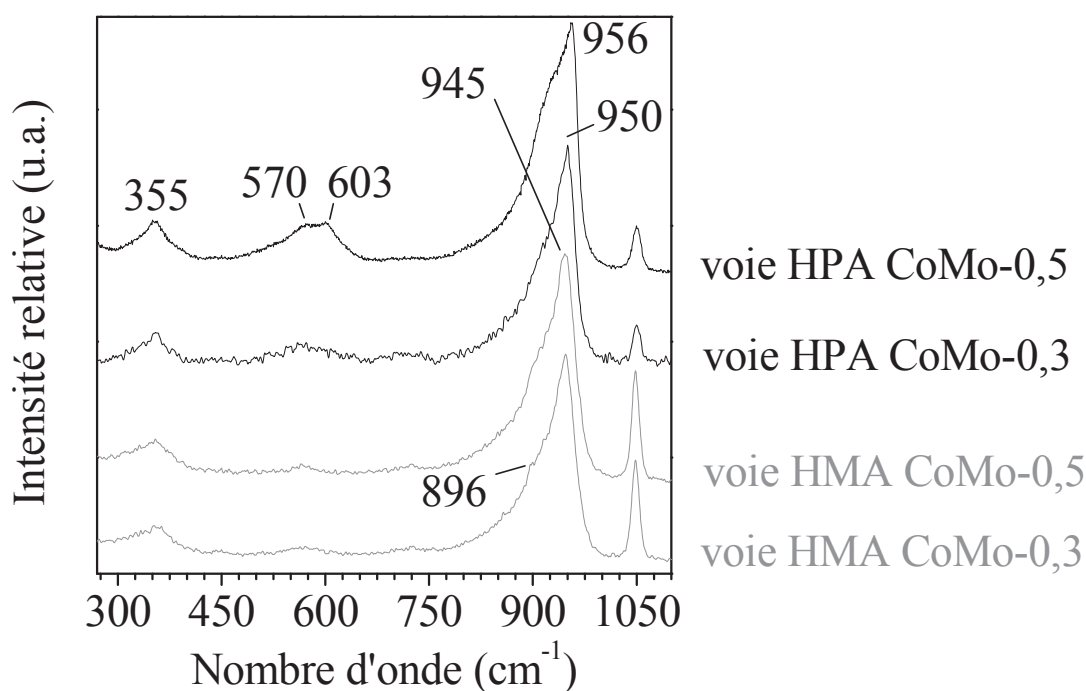 956
945
950
570 603
355
voie HPA CoMo-0,5
voie HPA CoMo-0,3
voie HMA CoMo-0,5
896
voie HMA CoMo-0,3
Intensité relative (u.a.)
300 450 600 750 900 1050
Nombre d'onde (cm⁻¹)